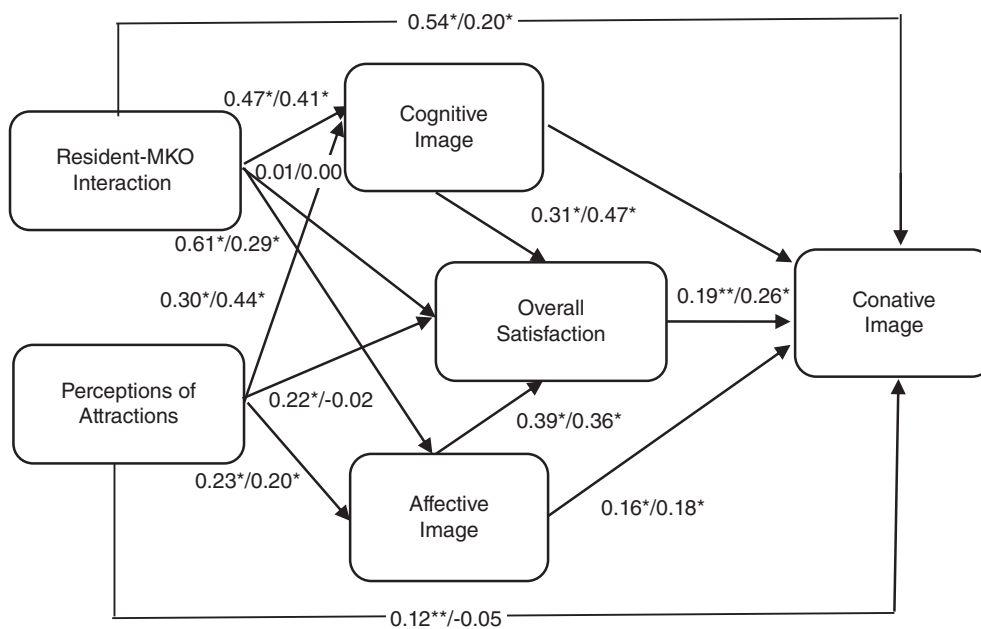 0.54*/0.20*
0.47*/0.41*
Cognitive
Image
Resident-MKO
Interaction
0.01/0.00
0.31*/0.47*
0.61*/0.29*
0.30*/0.44*
Overall
Satisfaction
0.19**/0.26*
Conative
Image
Perceptions of
Attractions
0.22*/-0.02
0.39*/0.36*
0.23*/0.20*
Affective
Image
0.16*/0.18*
0.12**/-0.05